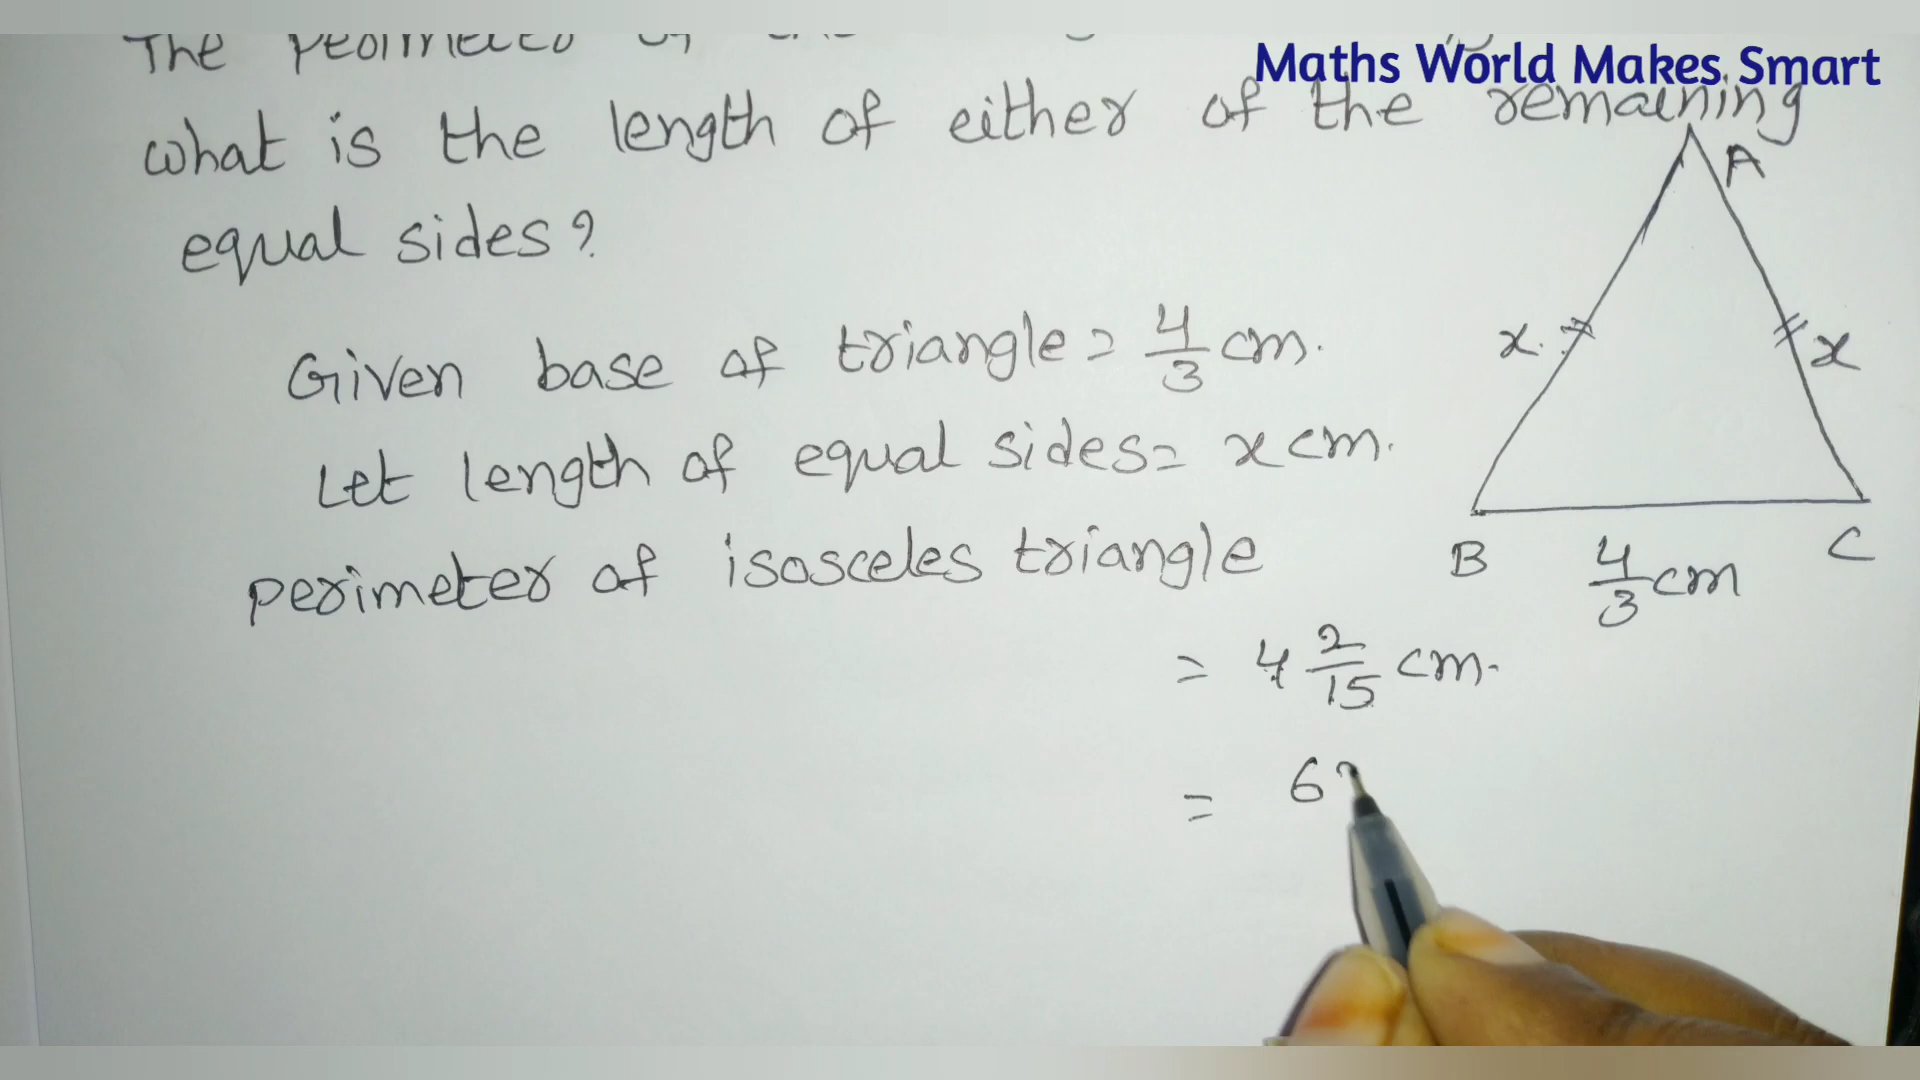 The
Maths World Makes Smart
what is the length of either of the remaining
equal sides?
Given base of triangle = 4/3 cm.
Let length of equal sides = x cm.
perimeter of isosceles triangle
= 4 2/15 cm.
= 6
A
x
x
B
C
4/3 cm